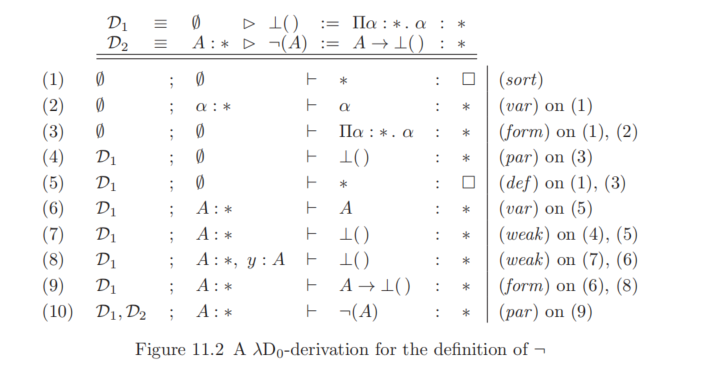 𝒟₁ ≡ ∅ ▷ ⊥( ) := Πα : ∗. α : ∗
𝒟₂ ≡ A : ∗ ▷ ¬(A) := A → ⊥( ) : ∗
(1) ∅ ; ∅ ⊢ ∗ : □ (sort)
(2) ∅ ; α : ∗ ⊢ α : ∗ (var) on (1)
(3) ∅ ; ∅ ⊢ Πα : ∗. α : ∗ (form) on (1), (2)
(4) 𝒟₁ ; ∅ ⊢ ⊥( ) : ∗ (par) on (3)
(5) 𝒟₁ ; ∅ ⊢ ∗ : □ (def) on (1), (3)
(6) 𝒟₁ ; A : ∗ ⊢ A : ∗ (var) on (5)
(7) 𝒟₁ ; A : ∗ ⊢ ⊥( ) : ∗ (weak) on (4), (5)
(8) 𝒟₁ ; A : ∗, y : A ⊢ ⊥( ) : ∗ (weak) on (7), (6)
(9) 𝒟₁ ; A : ∗ ⊢ A → ⊥( ) : ∗ (form) on (6), (8)
(10) 𝒟₁, 𝒟₂ ; A : ∗ ⊢ ¬(A) : ∗ (par) on (9)
Figure 11.2 A λD₀-derivation for the definition of ¬